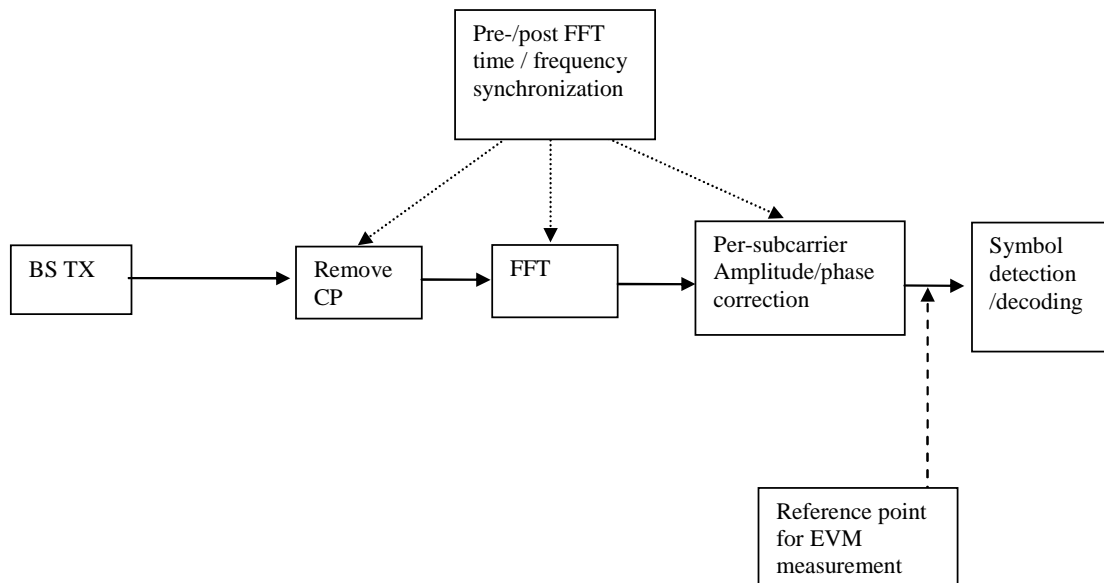 Pre-/post FFT
time / frequency
synchronization
BS TX
Remove
CP
FFT
Per-subcarrier
Amplitude/phase
correction
Symbol
detection
/decoding
Reference point
for EVM
measurement